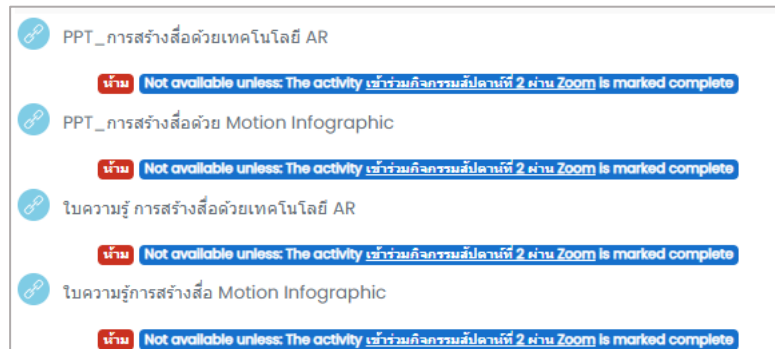 PPT_การสร้างสื่อด้วยเทคโนโลยี AR
ห้าม Not available unless: The activity เข้าร่วมกิจกรรมสัปดาห์ที่ 2 ผ่าน Zoom is marked complete
PPT_การสร้างสื่อด้วย Motion Infographic
ห้าม Not available unless: The activity เข้าร่วมกิจกรรมสัปดาห์ที่ 2 ผ่าน Zoom is marked complete
ใบความรู้ การสร้างสื่อด้วยเทคโนโลยี AR
ห้าม Not available unless: The activity เข้าร่วมกิจกรรมสัปดาห์ที่ 2 ผ่าน Zoom is marked complete
ใบความรู้การสร้างสื่อ Motion Infographic
ห้าม Not available unless: The activity เข้าร่วมกิจกรรมสัปดาห์ที่ 2 ผ่าน Zoom is marked complete